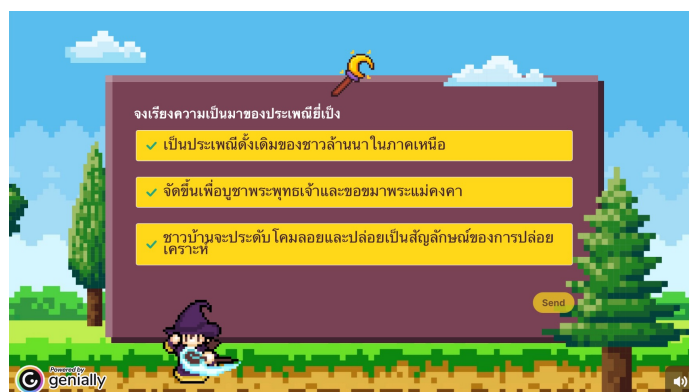 จงเรียงความเป็นมาของประเพณียี่เป็ง
เป็นประเพณีดั้งเดิมของชาวล้านนาในภาคเหนือ
จัดขึ้นเพื่อบูชาพระพุทธเจ้าและขอขมาพระแม่คงคา
ชาวบ้านจะประดับโคมลอยและปล่อยเป็นสัญลักษณ์ของการปล่อย
เคราะห์
Send
Powered by
genially